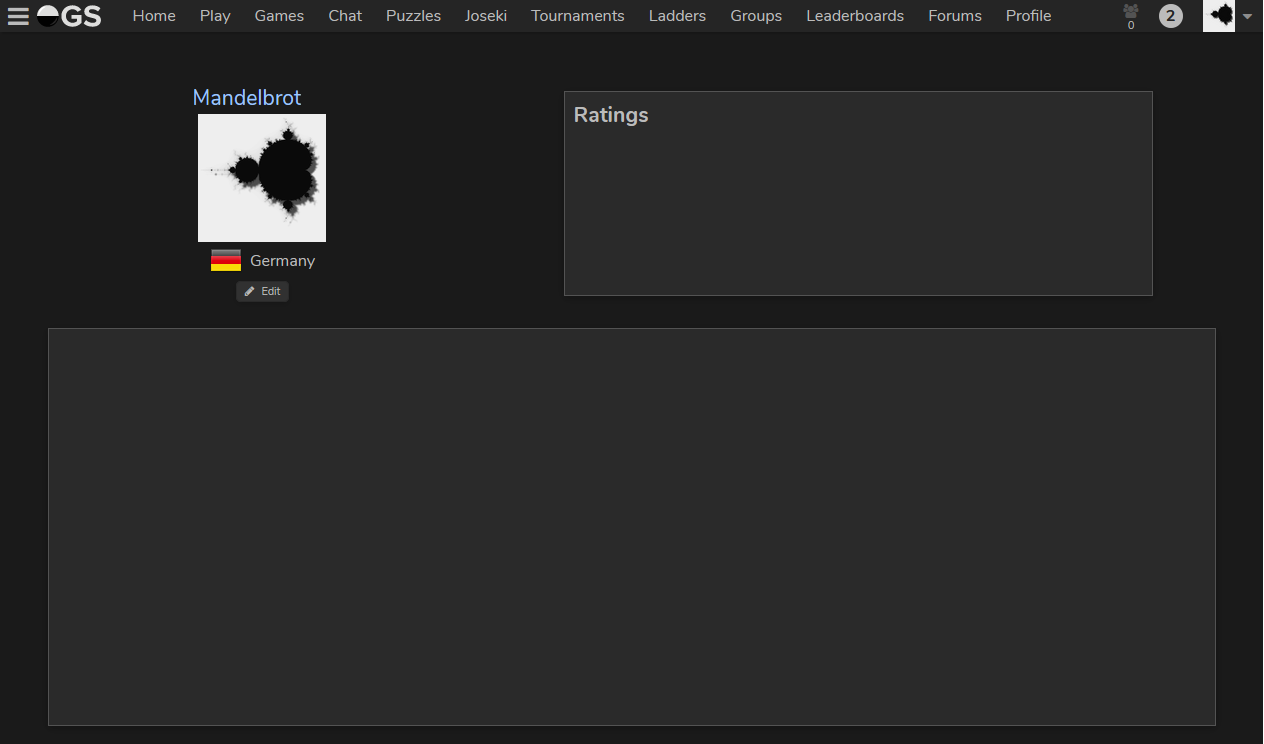 OGS Home Play Games Chat Puzzles Joseki Tournaments Ladders Groups Leaderboards Forums Profile 0 2
Mandelbrot
Ratings
Germany
Edit